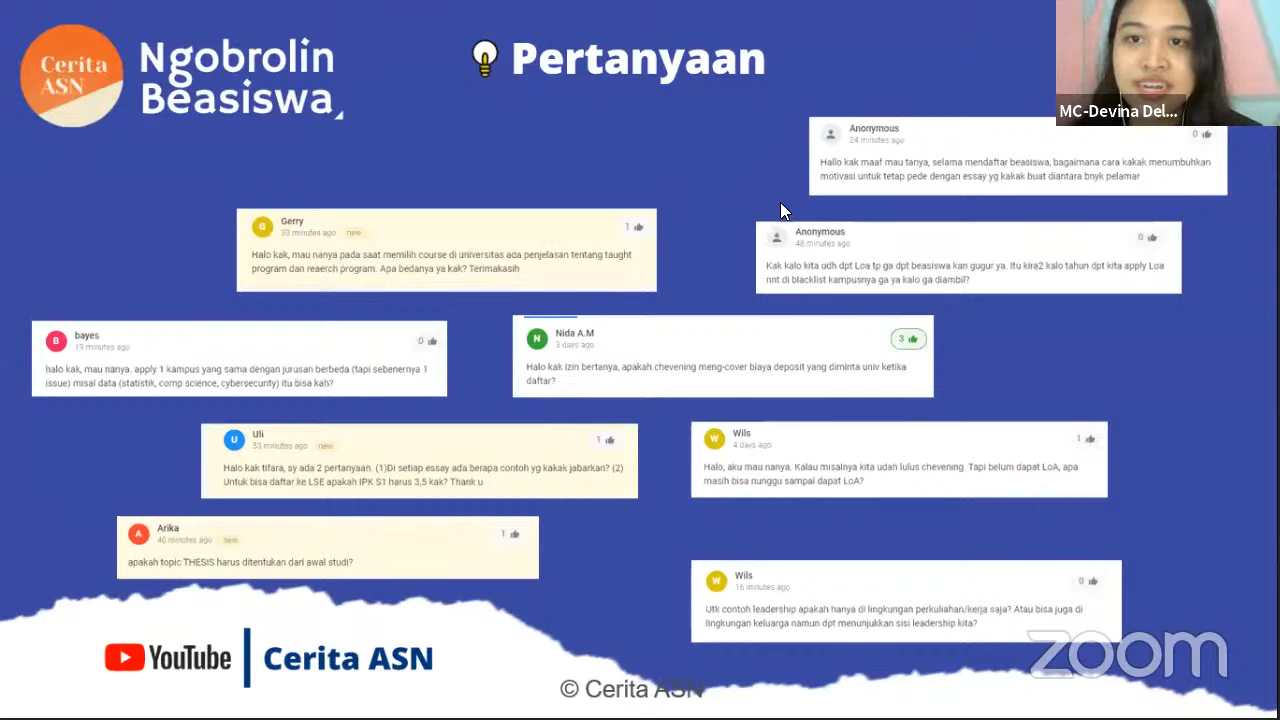 Cerita
ASN
Ngobrolin
Beasiswa
Pertanyaan
MC-Devina Del...
Anonymous
24 minutes ago
0
Hallo kak maaf mau tanya, selama mendaftar beasiswa, bagaimana cara kakak menumbuhkan
motivasi untuk tetap pede dengan essay yg kakak buat diantara bnyk pelamar
G
Gerry
33 minutes ago new
1
Halo kak, mau nanya pada saat memilih course di universitas ada penjelasan tentang taught
program dan reaerch program. Apa bedanya ya kak? Terimakasih
Anonymous
48 minutes ago
0
Kak kalo kita udh dpt Loa tp ga dpt beasiswa kan gugur ya. Itu kira2 kalo tahun dpt kita apply Loa
nnt di blacklist kampusnya ga ya kalo ga diambil?
B
bayes
19 minutes ago
0
halo kak, mau nanya. apply 1 kampus yang sama dengan jurusan berbeda (tapi sebenernya 1
issue) misal data (statistik, comp science, cybersecurity) itu bisa kah?
N
Nida A.M
3 days ago
3
Halo kak izin bertanya, apakah chevening meng-cover biaya deposit yang diminta univ ketika
daftar?
U
Uli
53 minutes ago new
1
Halo kak tifara, sy ada 2 pertanyaan. (1)Di setiap essay ada berapa contoh yg kakak jabarkan? (2)
Untuk bisa daftar ke LSE apakah IPK S1 harus 3,5 kak? Thank u
W
Wils
4 days ago
1
Halo, aku mau nanya. Kalau misalnya kita udah lulus chevening. Tapi belum dapat LoA, apa
masih bisa nunggu sampai dapat LoA?
A
Arika
40 minutes ago new
1
apakah topic THESIS harus ditentukan dari awal studi?
W
Wils
16 minutes ago
0
Utk contoh leadership apakah hanya di lingkungan perkuliahan/kerja saja? Atau bisa juga di
lingkungan keluarga namun dpt menunjukkan sisi leadership kita?
YouTube
Cerita ASN
zoom
© Cerita ASN